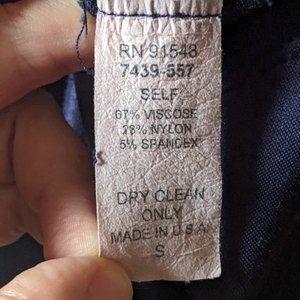 RN 91548
7439-557
SELF
67% VISCOSE
28% NYLON
5% SPANDEX
DRY CLEAN
ONLY
MADE IN U.S.A.
S